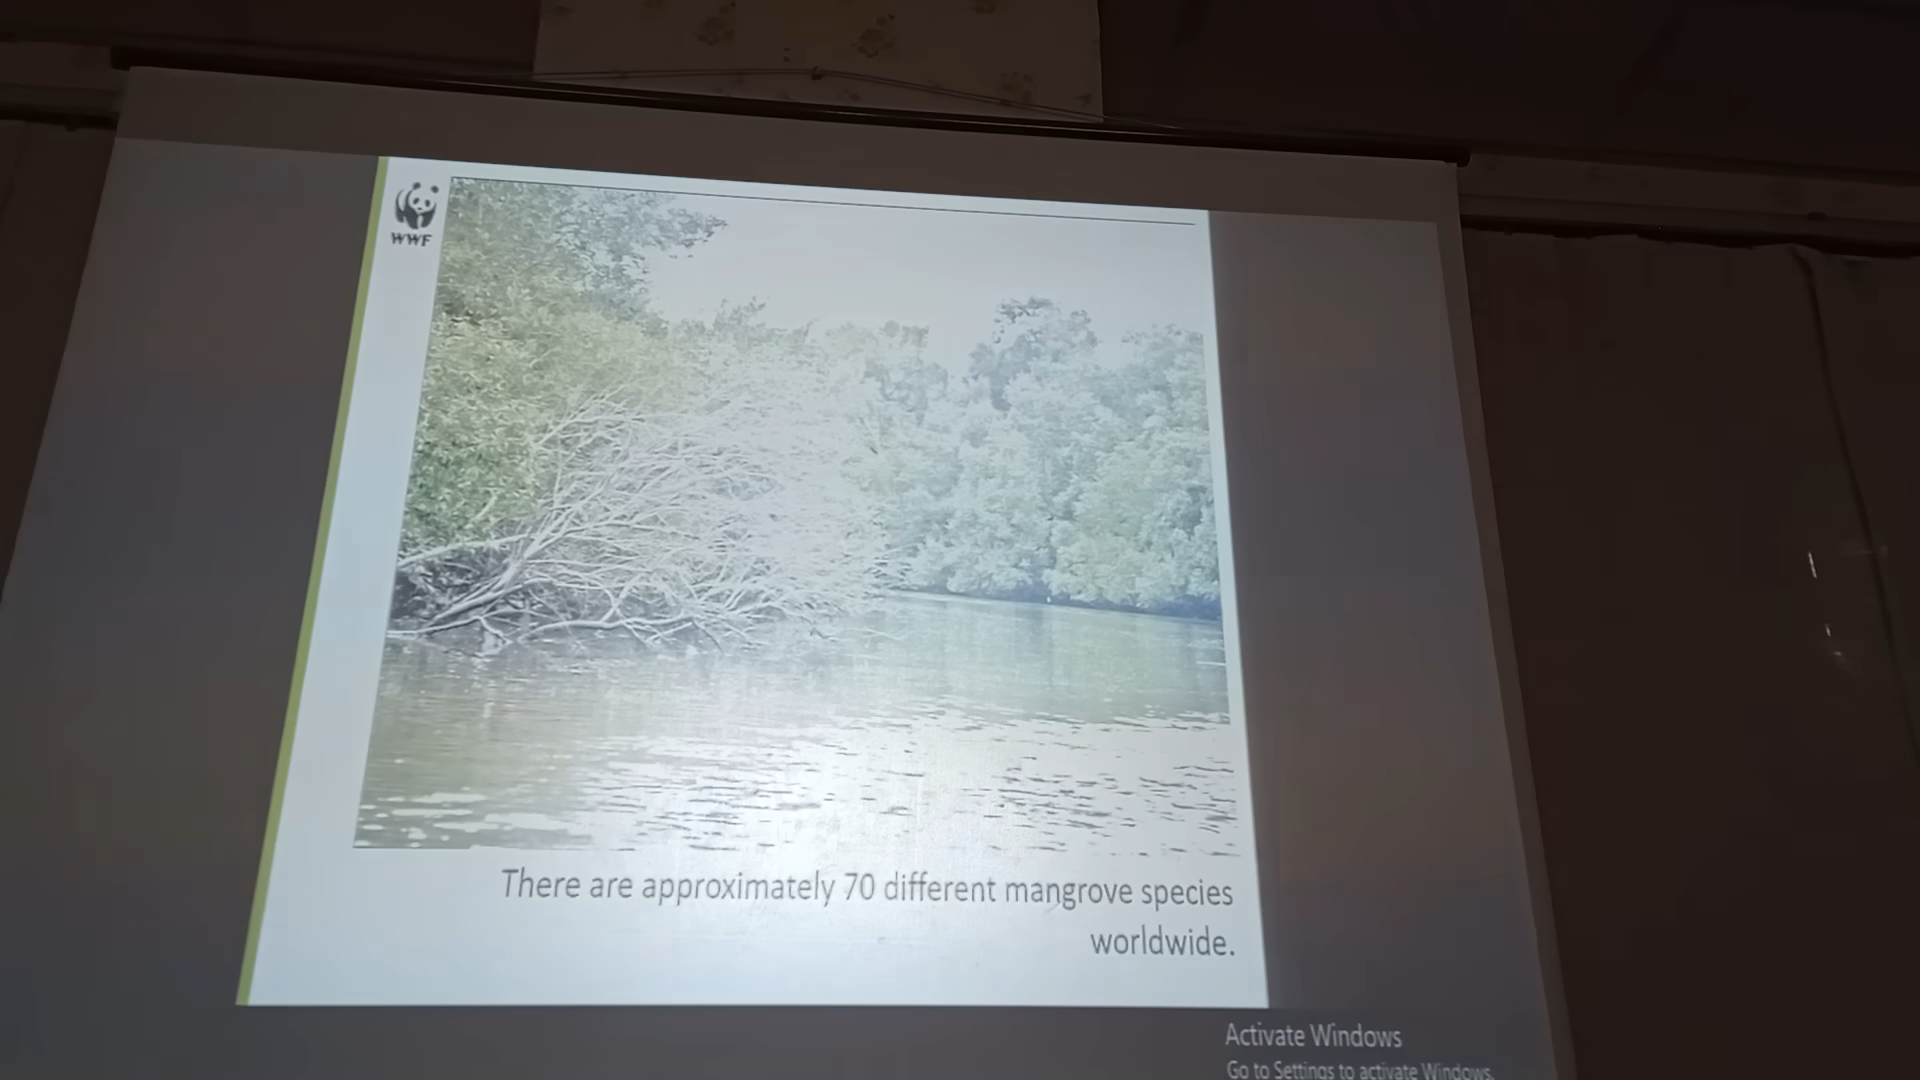 WWF
There are approximately 70 different mangrove species
worldwide.
Activate Windows
Go to Settings to activate Windows.